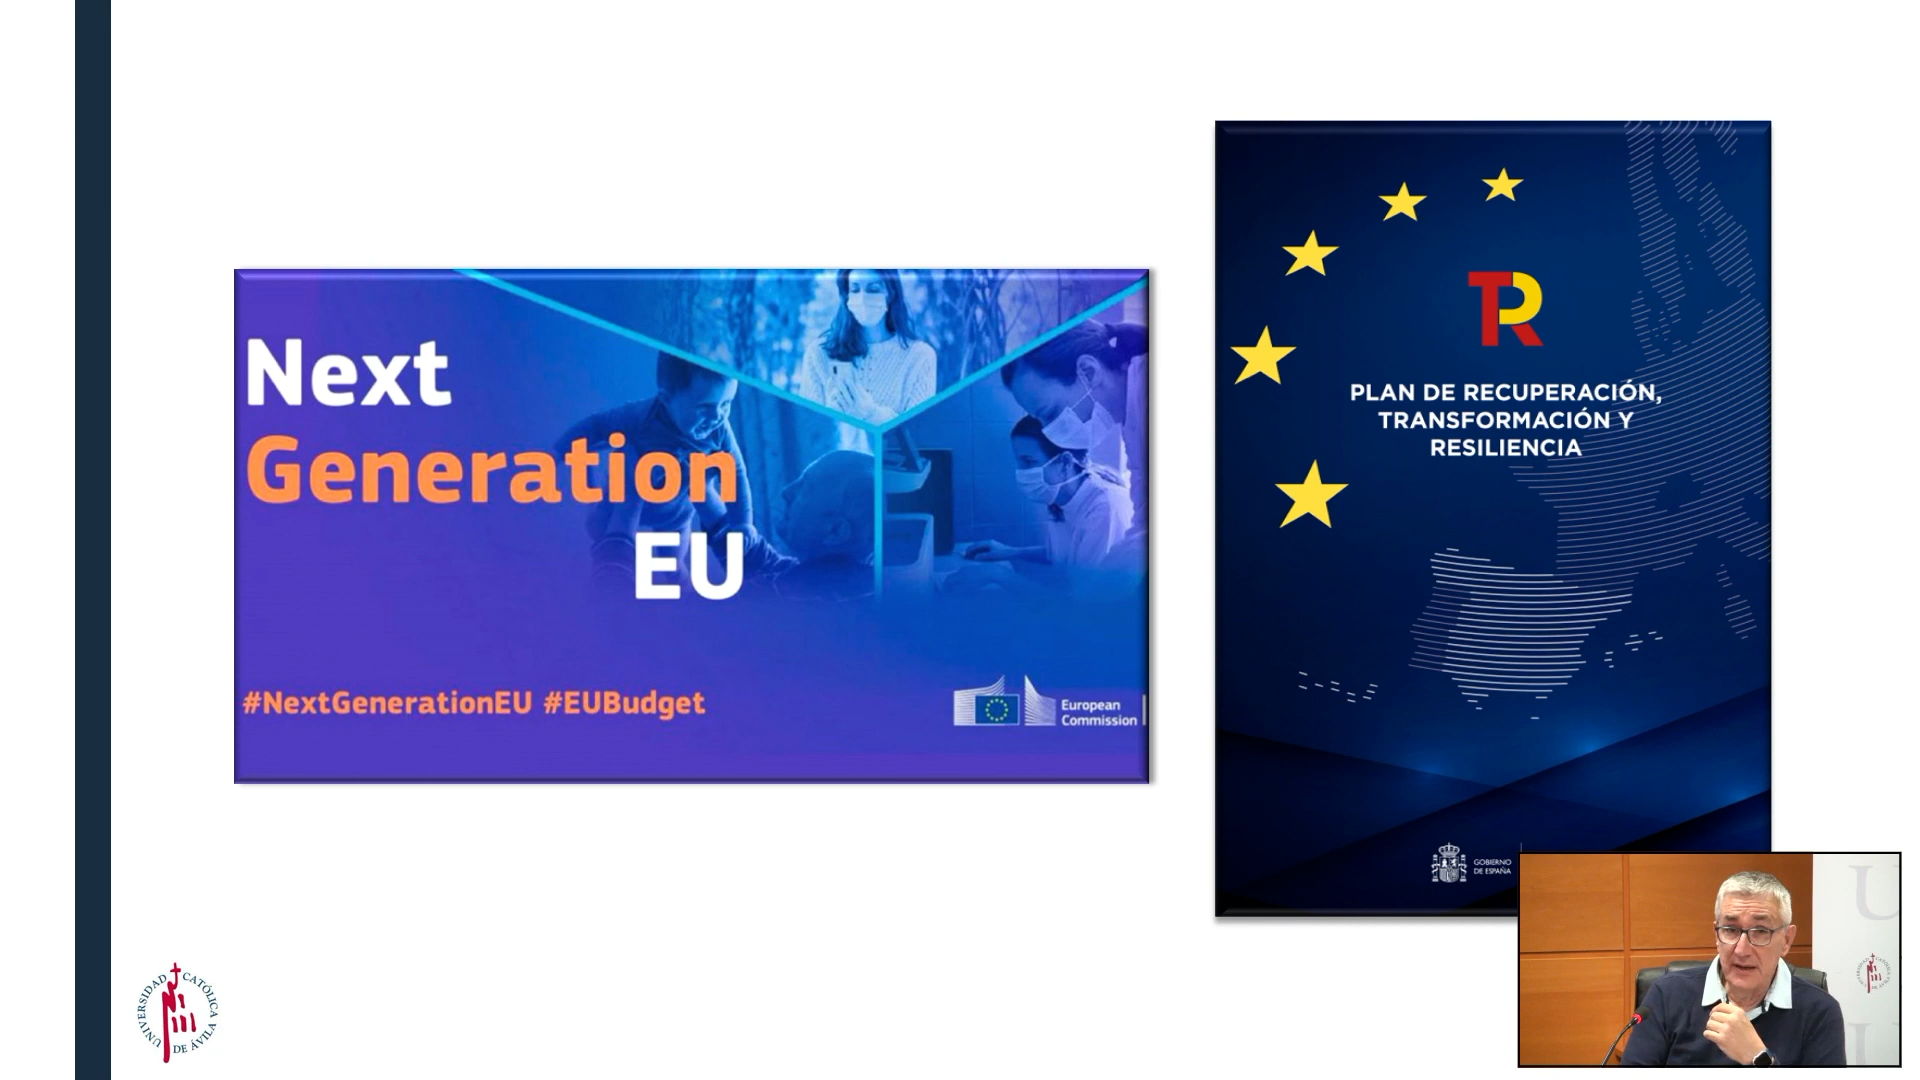 Next
Generation
EU
#NextGenerationEU #EUBudget
European
Commission
TR
PLAN DE RECUPERACIÓN,
TRANSFORMACIÓN Y
RESILIENCIA
GOBIERNO
DE ESPAÑA
UNIVERSIDAD CATÓLICA
DE ÁVILA
U
U